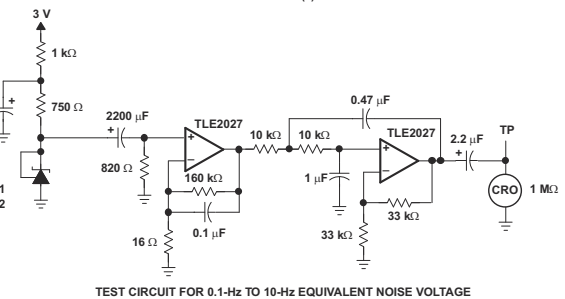 3 V
1 kΩ
+
750 Ω
2200 µF
+
TLE2027
+
−
820 Ω
160 kΩ
0.1 µF
16 Ω
10 kΩ
10 kΩ
0.47 µF
TLE2027
+
−
1 µF
33 kΩ
33 kΩ
2.2 µF
+
TP
CRO
1 MΩ
1
2
TEST CIRCUIT FOR 0.1-Hz TO 10-Hz EQUIVALENT NOISE VOLTAGE